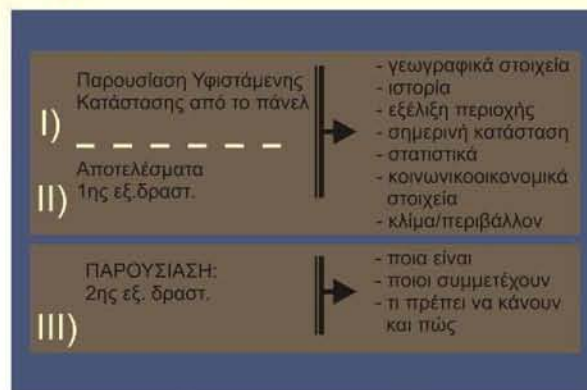 I)
Παρουσίαση Υφιστάμενης
Κατάστασης από το πάνελ
II)
Αποτελέσματα
1ης εξ.δραστ.
- γεωγραφικά στοιχεία
- ιστορία
- εξέλιξη περιοχής
- σημερινή κατάσταση
- στατιστικά
- κοινωνικοοικονομικά
στοιχεία
- κλίμα/περιβάλλον
III)
ΠΑΡΟΥΣΙΑΣΗ:
2ης εξ. δραστ.
- ποια είναι
- ποιοι συμμετέχουν
- τι πρέπει να κάνουν
και πώς